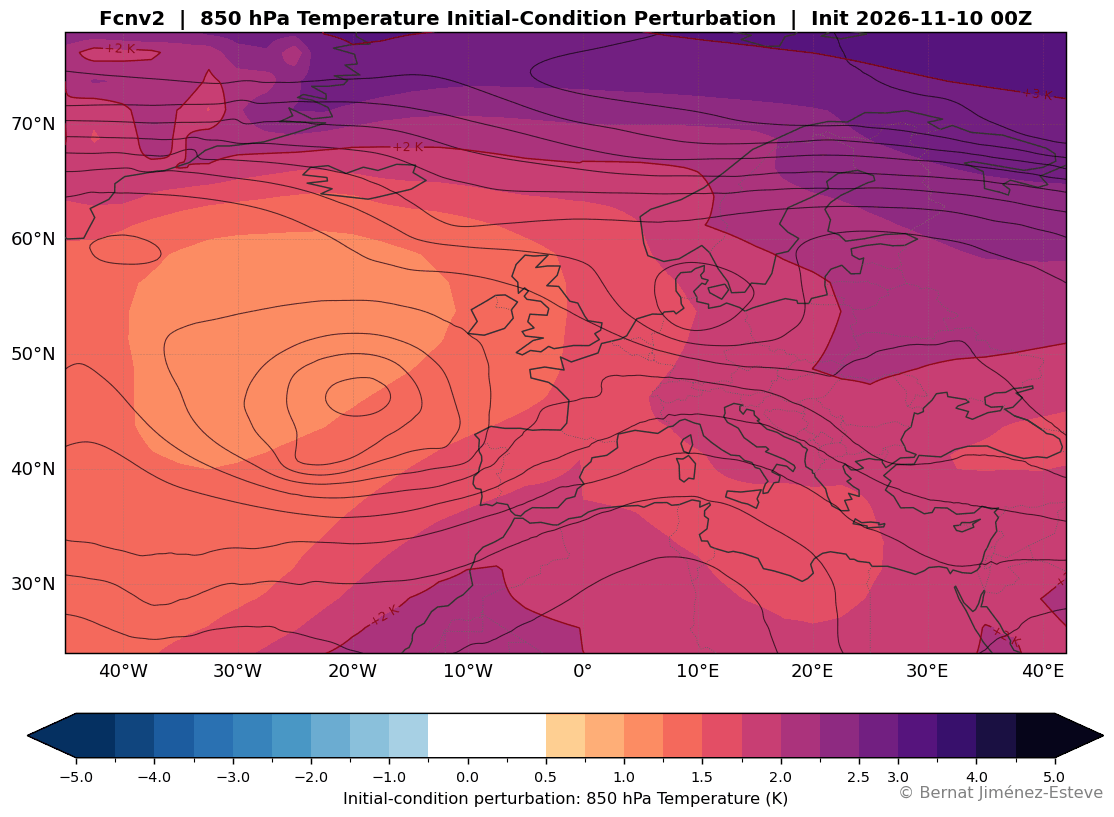 Fcnv2 | 850 hPa Temperature Initial-Condition Perturbation | Init 2026-11-10 00Z
+2 K
+3 K
70°N
+2 K
60°N
50°N
40°N
30°N
+2 K
+2 K
40°W 30°W 20°W 10°W 0° 10°E 20°E 30°E 40°E
−5.0 −4.0 −3.0 −2.0 −1.0 0.0 0.5 1.0 1.5 2.0 2.5 3.0 4.0 5.0
Initial-condition perturbation: 850 hPa Temperature (K)
© Bernat Jiménez-Esteve